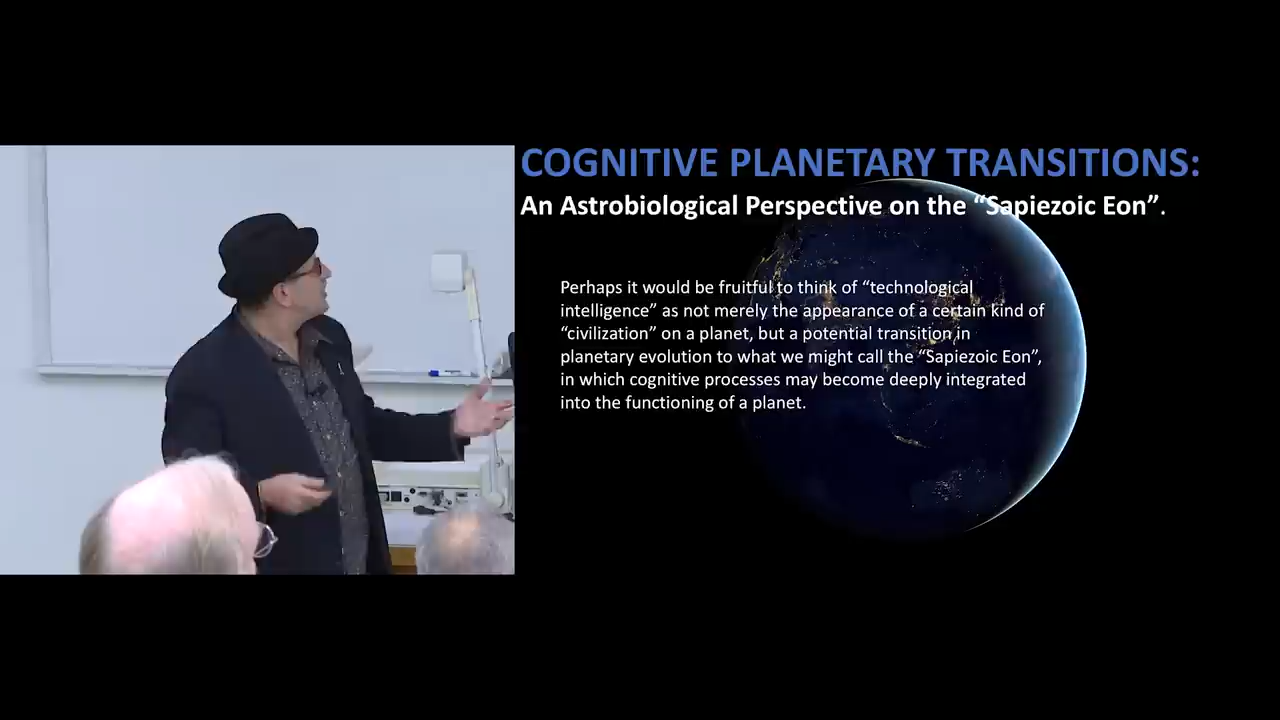 COGNITIVE PLANETARY TRANSITIONS:
An Astrobiological Perspective on the “Sapiezoic Eon”.
Perhaps it would be fruitful to think of “technological
intelligence” as not merely the appearance of a certain kind of
“civilization” on a planet, but a potential transition in
planetary evolution to what we might call the “Sapiezoic Eon”,
in which cognitive processes may become deeply integrated
into the functioning of a planet.